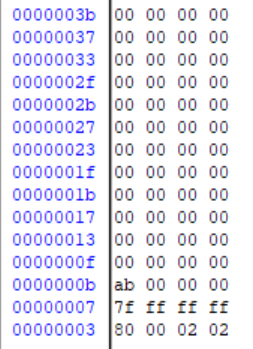 0000003b 00 00 00 00
00000037 00 00 00 00
00000033 00 00 00 00
0000002f 00 00 00 00
0000002b 00 00 00 00
00000027 00 00 00 00
00000023 00 00 00 00
0000001f 00 00 00 00
0000001b 00 00 00 00
00000017 00 00 00 00
00000013 00 00 00 00
0000000f 00 00 00 00
0000000b ab 00 00 00
00000007 7f ff ff ff
00000003 80 00 02 02